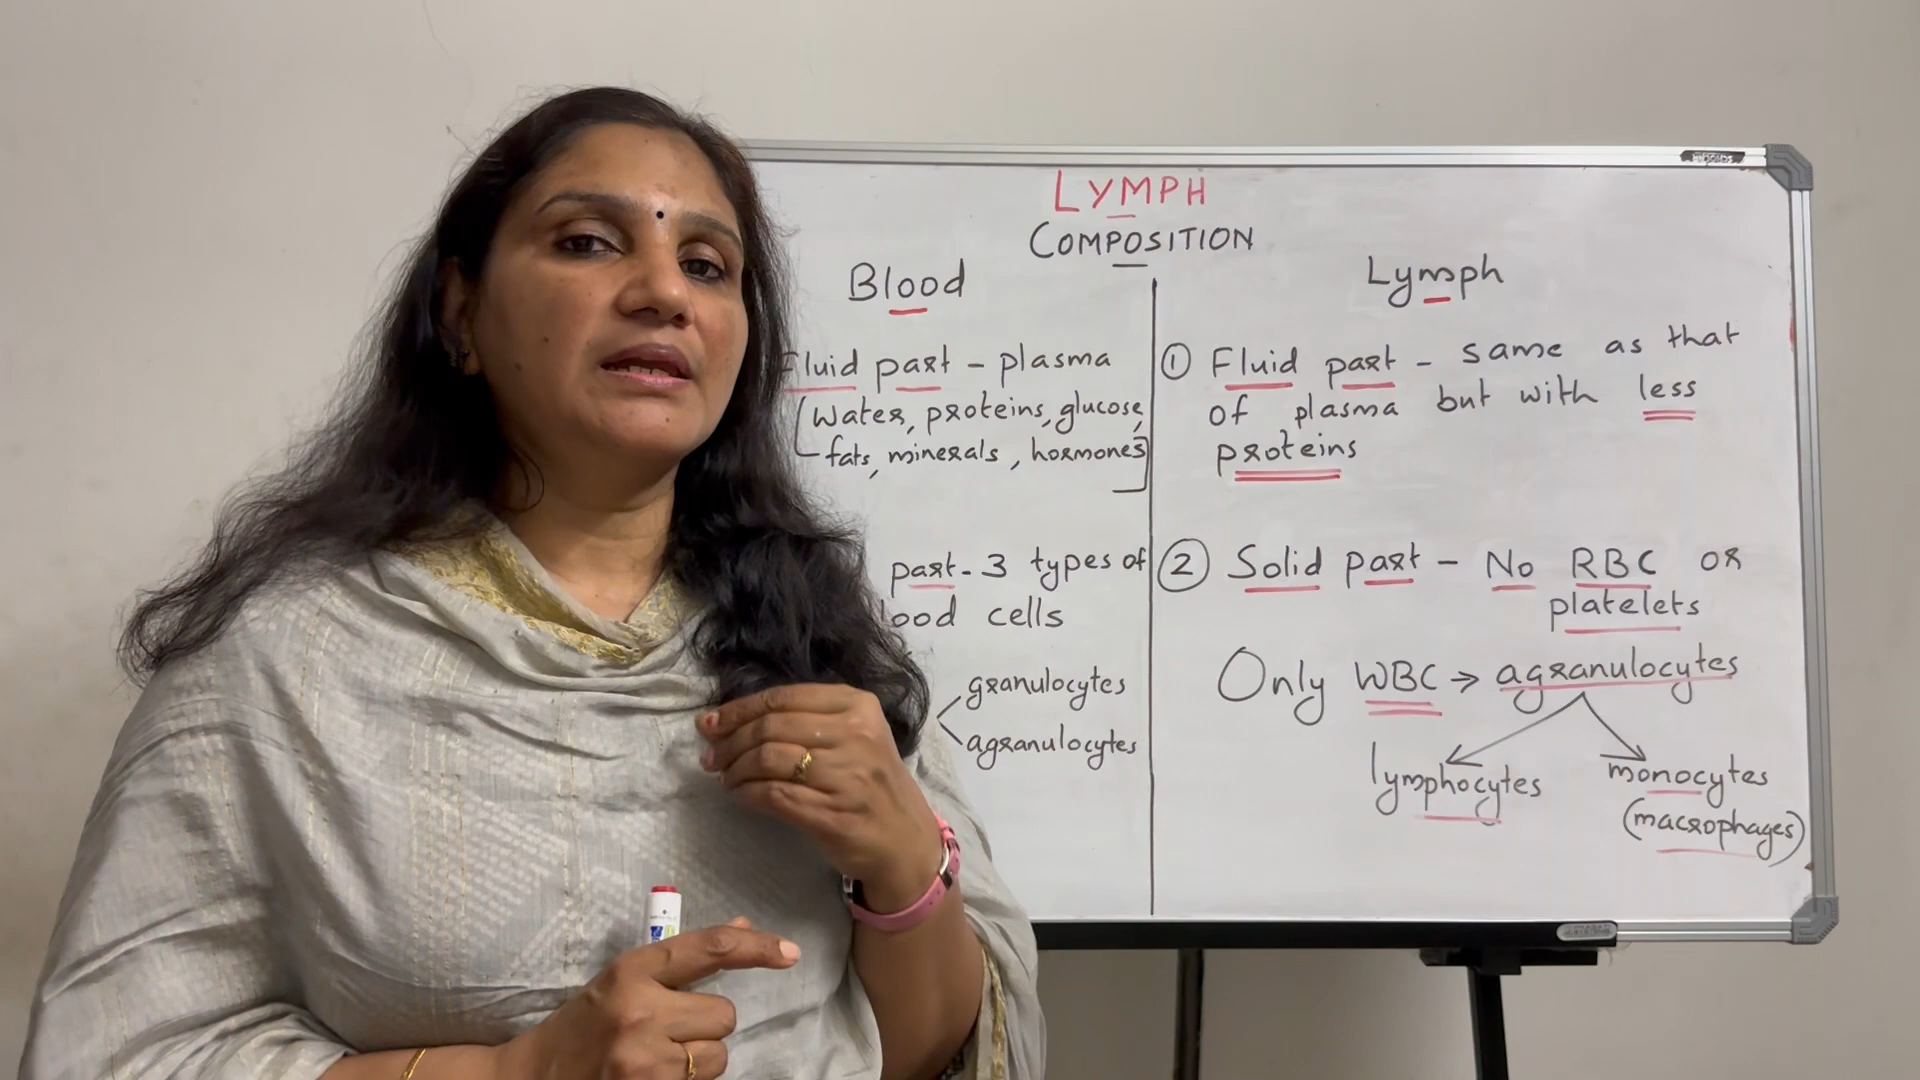 LYMPH
COMPOSITION
Blood
Fluid part - plasma
(Water, proteins, glucose,
fats, minerals, hormones]
part - 3 types of
ood cells
granulocytes
agranulocytes
Lymph
① Fluid part - same as that
of plasma but with less
proteins
② Solid part - No RBC or
platelets
Only WBC → agranulocytes
lymphocytes
monocytes
(macrophages)